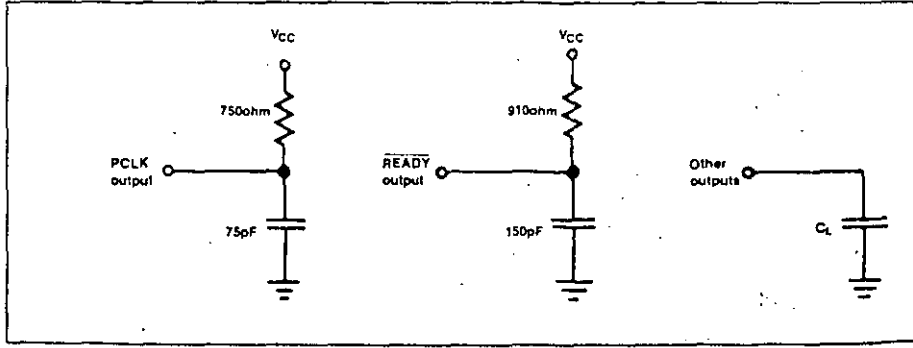 VCC
750ohm
PCLK
output
75pF
VCC
910ohm
READY
output
150pF
Other
outputs
CL